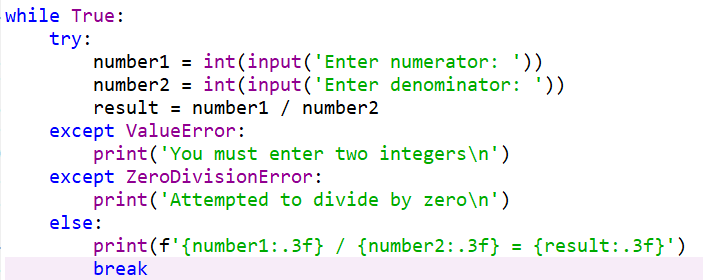 while True:
    try:
        number1 = int(input('Enter numerator: '))
        number2 = int(input('Enter denominator: '))
        result = number1 / number2
    except ValueError:
        print('You must enter two integers\n')
    except ZeroDivisionError:
        print('Attempted to divide by zero\n')
    else:
        print(f'{number1:.3f} / {number2:.3f} = {result:.3f}')
        break